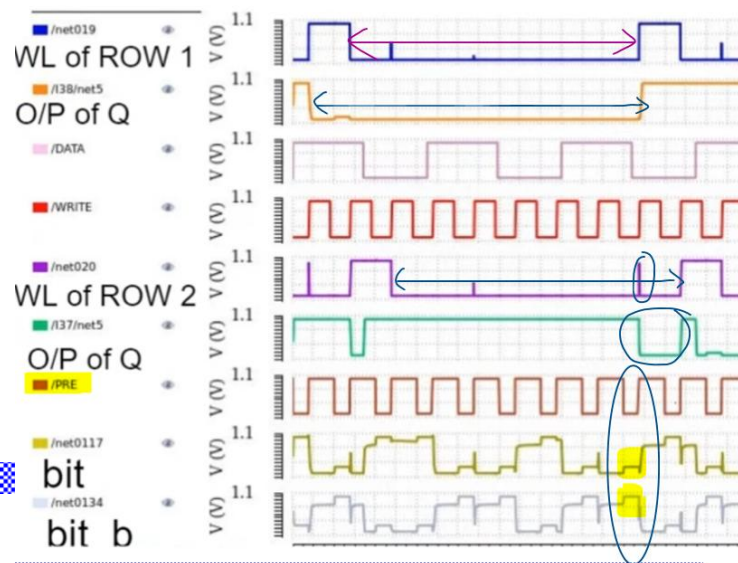 /net019
1.1
(V)
WL of ROW 1
/I38/net5
1.1
(V)
O/P of Q
/DATA
1.1
(V)
/WRITE
1.1
(V)
/net020
1.1
(V)
WL of ROW 2
/I37/net5
1.1
(V)
O/P of Q
/PRE
1.1
(V)
/net0117
1.1
(V)
bit
/net0134
1.1
(V)
bit b